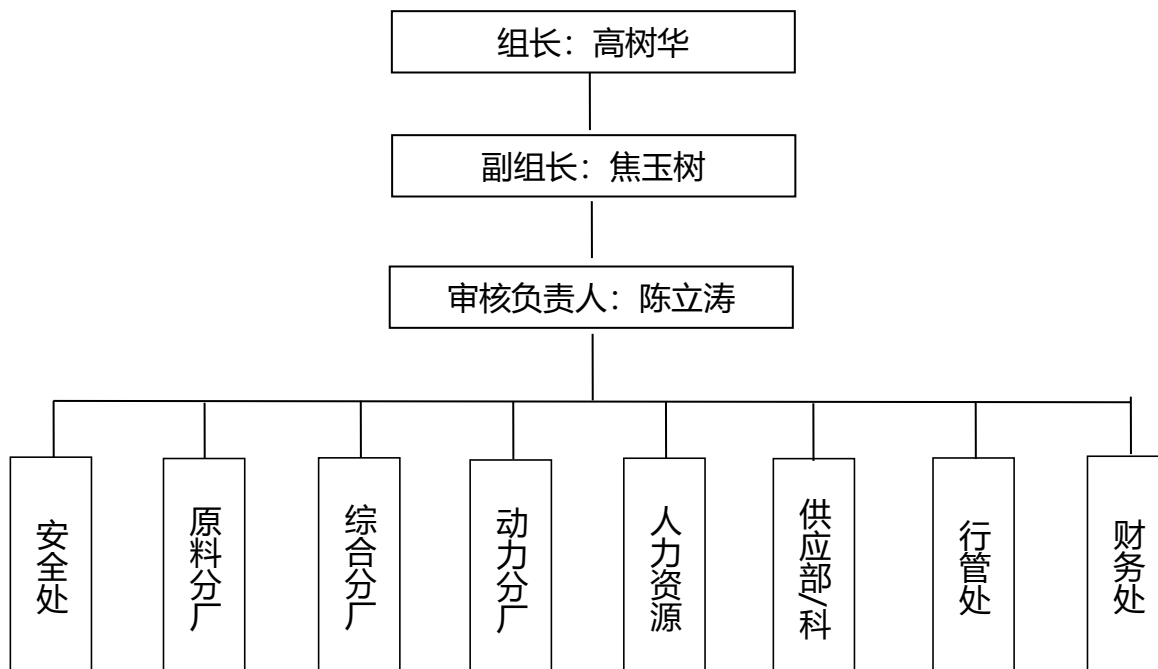 组长：高树华
副组长：焦玉树
审核负责人：陈立涛
安全处
原料分厂
综合分厂
动力分厂
人力资源
供应部/科
行管处
财务处